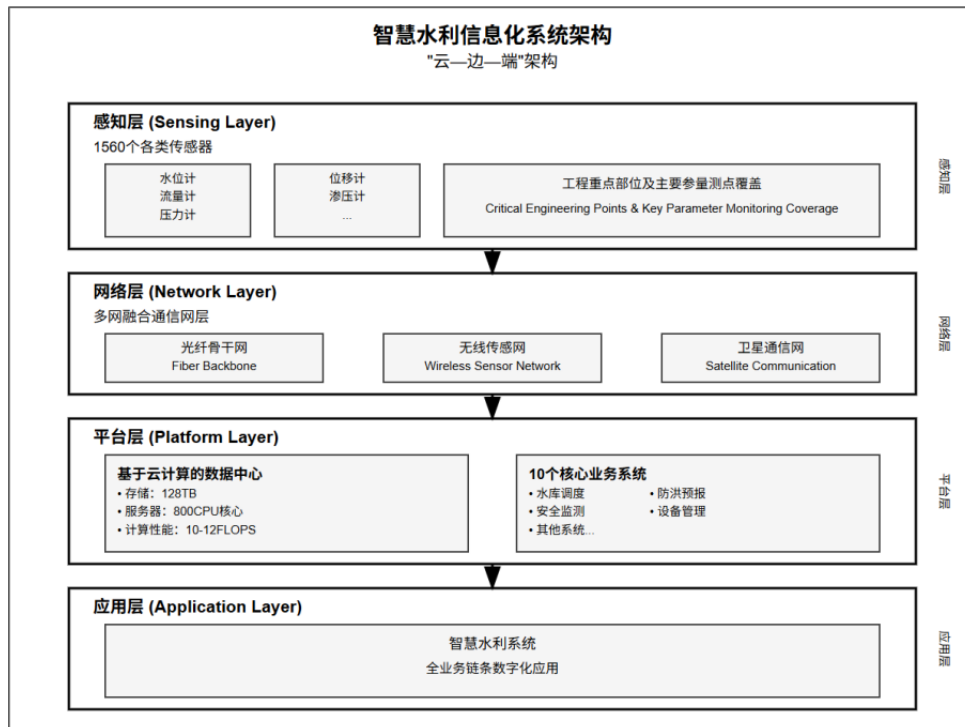 智慧水利信息化系统架构
"云—边—端"架构
感知层 (Sensing Layer)
1560个各类传感器
水位计
流量计
压力计
位移计
渗压计
...
工程重点部位及主要参量测点覆盖
Critical Engineering Points & Key Parameter Monitoring Coverage
感知层
网络层 (Network Layer)
多网融合通信网层
光纤骨干网
Fiber Backbone
无线传感网
Wireless Sensor Network
卫星通信网
Satellite Communication
网络层
平台层 (Platform Layer)
基于云计算的数据中心
• 存储：128TB
• 服务器：800CPU核心
• 计算性能：10-12FLOPS
10个核心业务系统
• 水库调度
• 防洪预报
• 安全监测
• 设备管理
• 其他系统...
平台层
应用层 (Application Layer)
智慧水利系统
全业务链条数字化应用
应用层